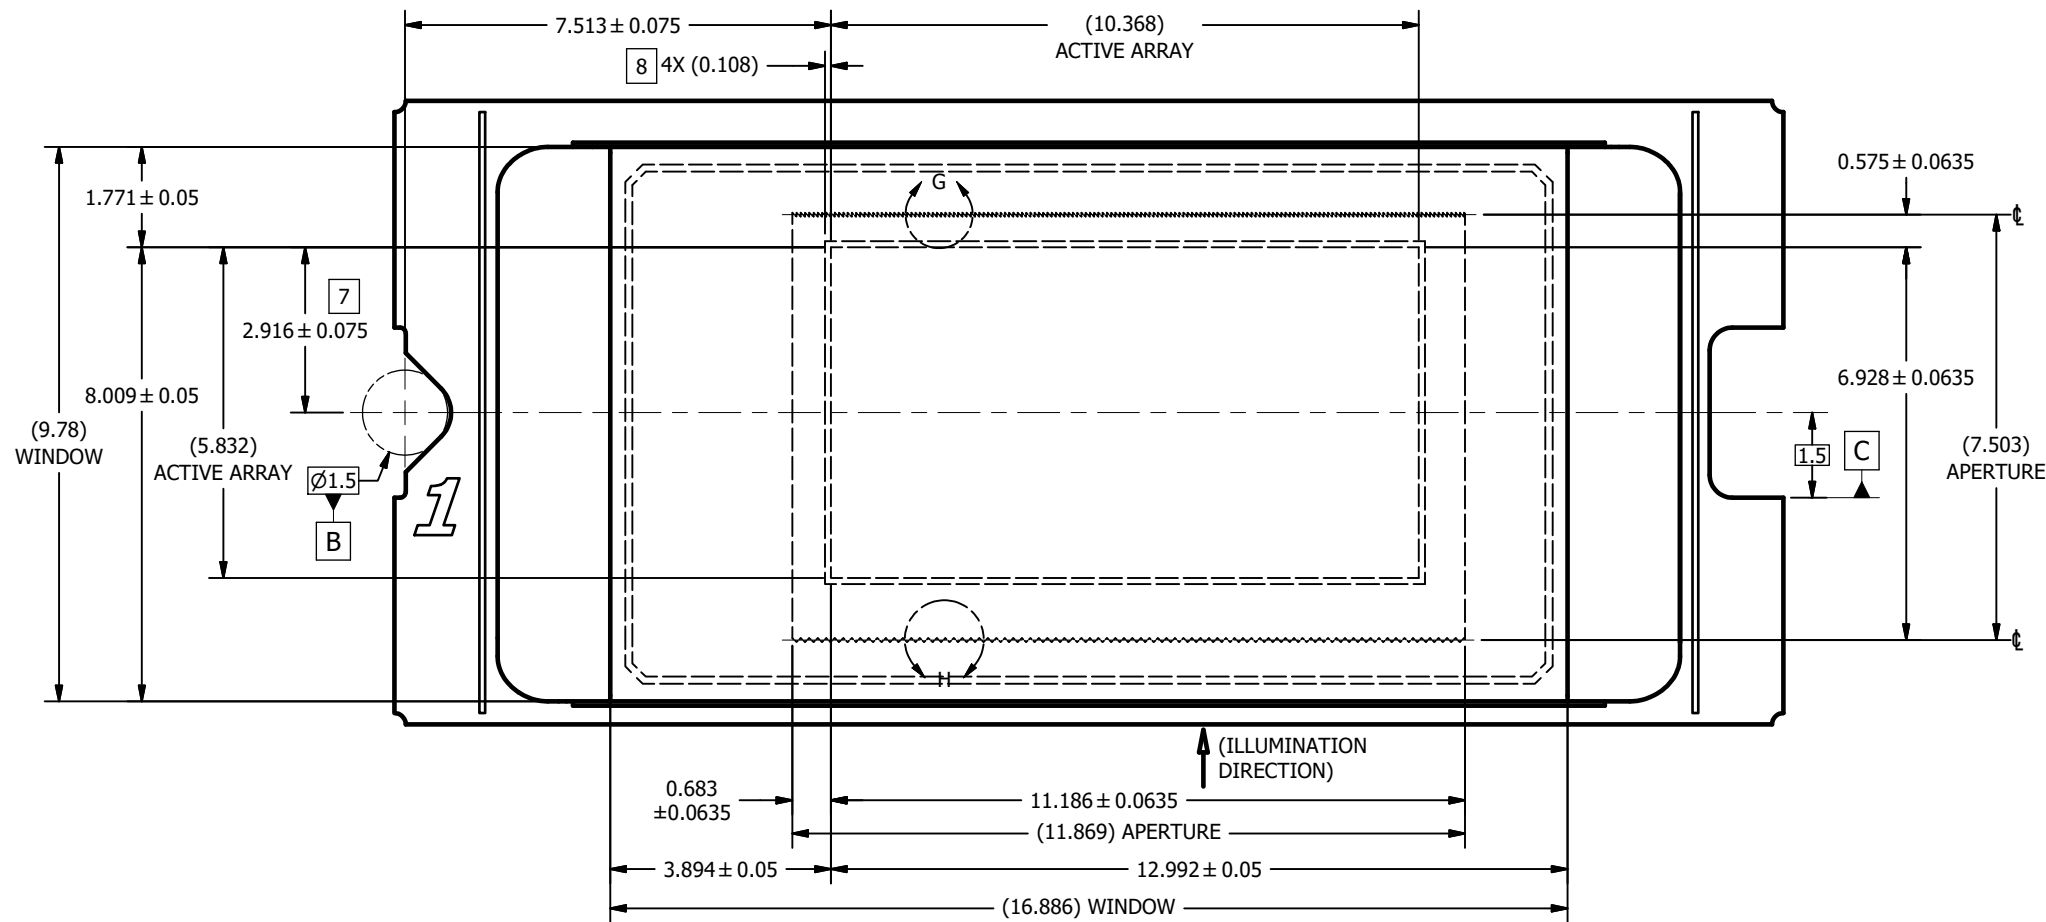 7.513 ± 0.075
(10.368)
ACTIVE ARRAY
8 4X (0.108)
0.575 ± 0.0635
1.771 ± 0.05
G
℄
7
2.916 ± 0.075
8.009 ± 0.05
6.928 ± 0.0635
(9.78)
WINDOW
(5.832)
ACTIVE ARRAY
(7.503)
APERTURE
1.5
C
Ø1.5
B
1
℄
H
(ILLUMINATION
DIRECTION)
0.683
±0.0635
11.186 ± 0.0635
(11.869) APERTURE
3.894 ± 0.05
12.992 ± 0.05
(16.886) WINDOW